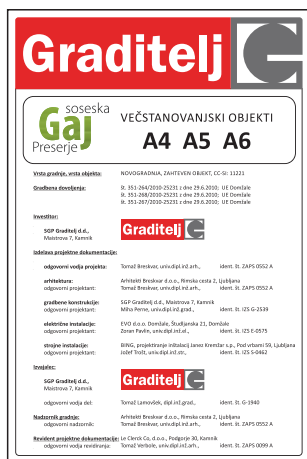 Graditelj
soseska
Gaj
Preserje
VEČSTANOVANJSKI OBJEKTI
A4 A5 A6
Vrsta gradnje, vrsta objekta: NOVOGRADNJA, ZAHTEVEN OBJEKT, CC-SI: 11221
Gradbena dovoljenja: št. 351-264/2010-25231 z dne 29.6.2010; UE Domžale
št. 351-265/2010-25231 z dne 29.6.2010; UE Domžale
št. 351-267/2010-25231 z dne 29.6.2010; UE Domžale
Investitor:
SGP Graditelj d.d., Graditelj
Maistrova 7, Kamnik
Izdelava projektne dokumentacije:
odgovorni vodja projekta: Tomaž Breskvar, univ.dipl.inž.arh., ident. št. ZAPS 0552 A
arhitektura: Arhitekti Breskvar d.o.o., Rimska cesta 2, Ljubljana
odgovorni projektant: Tomaž Breskvar, univ.dipl.inž.arh., ident. št. ZAPS 0552 A
gradbene konstrukcije: SGP Graditelj d.d., Maistrova 7, Kamnik
odgovorni projektant: Miha Perne, univ.dipl.inž.grad., ident. št. IZS G-2539
električne instalacije: EVO d.o.o. Domžale, Študljanska 21, Domžale
odgovorni projektant: Zoran Pavlin, univ.dipl.inž.el., ident. št. IZS E-0575
strojne instalacije: BING, projektiranje inštalacij Janez Kremžar s.p., Pod vrbami 59, Ljubljana
odgovorni projektant: Jožef Trošt, univ.dipl.inž.str., ident. št. IZS S-0462
Izvajalec:
SGP Graditelj d.d., Graditelj
Maistrova 7, Kamnik
odgovorni vodja del: Tomaž Lamovšek, dipl.inž.grad., ident. št. G-1940
Nadzornik gradnje: Arhitekti Breskvar d.o.o., Rimska cesta 2, Ljubljana
odgovorni nadzornik: Tomaž Breskvar, univ.dipl.inž.arh., ident. št. ZAPS 0552 A
Revident projektne dokumentacije: Le Clerck Co, d.o.o., Podgorje 30, Kamnik
odgovorni vodja revidiranja: Tomaž Verbole, univ.dipl.inž.arh., ident. št. ZAPS 0099 A